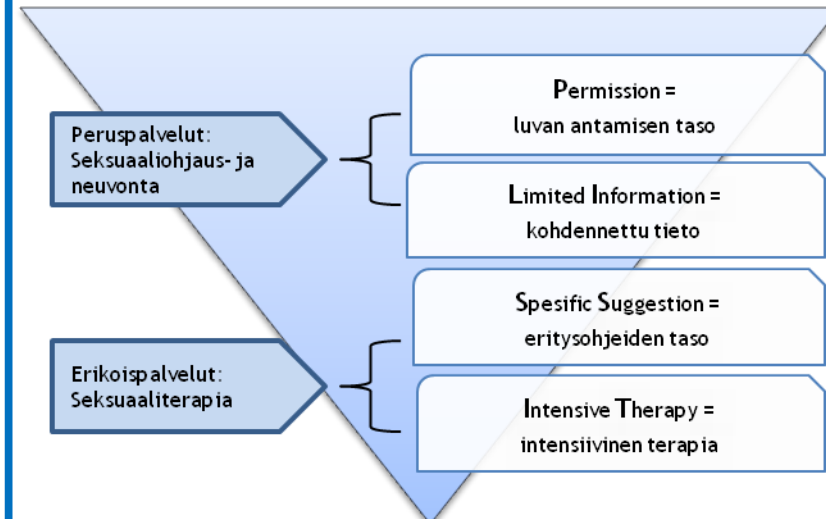 Permission =
luvan antamisen taso
Peruspalvelut:
Seksuaaliohjaus- ja
neuvonta
Limited Information =
kohdennettu tieto
Spesific Suggestion =
eritysohjeiden taso
Erikoispalvelut:
Seksuaaliterapia
Intensive Therapy =
intensiivinen terapia